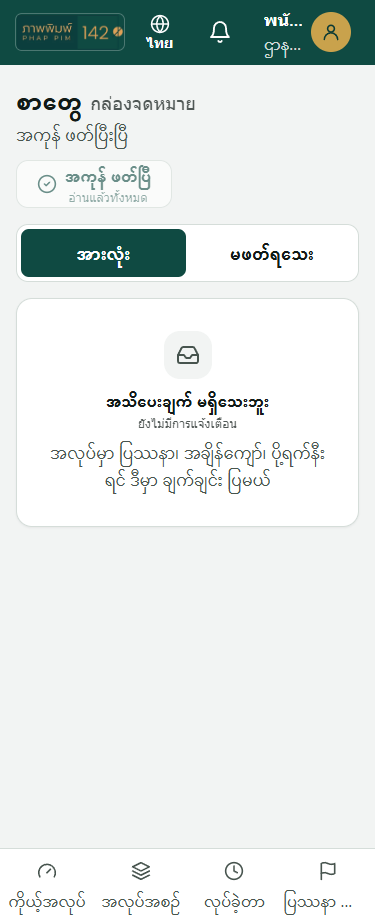 ภาพพิมพ์
PHAP PIM
142
ไทย
พนั...
ဌာန...
စာတွေ กล่องจดหมาย
အကုန် ဖတ်ပြီးပြီ
အကုန် ဖတ်ပြီ
อ่านแล้วทั้งหมด
အားလုံး
မဖတ်ရသေး
အသိပေးချက် မရှိသေးဘူး
ยังไม่มีการแจ้งเตือน
အလုပ်မှာ ပြဿနာ၊ အချိန်ကျော်၊ ပို့ရက်နီး
ရင် ဒီမှာ ချက်ချင်း ပြမယ်
ကိုယ့်အလုပ်
အလုပ်အစဉ်
လုပ်ခဲ့တာ
ပြဿနာ ...